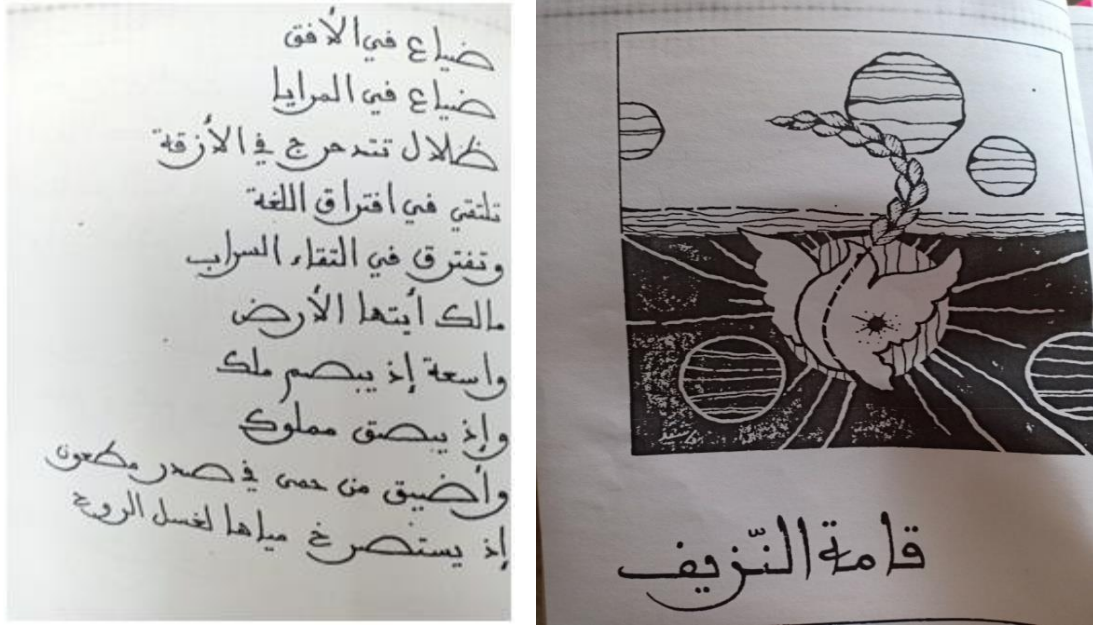 ضياع في الأفق
ضياع في المرايا
ظلال تتدحرج في الأزقة
تلتقي في افتراق اللغة
وتفترق في التقاء السراب
مالك أيتها الأرض
واسعة إذ يبصم ملك
وإذ يبصق مملوك
وأضيق من حمى في صدر مطعون
إذ يستصرخ مياها لغسل الروح
قامة النّزيف